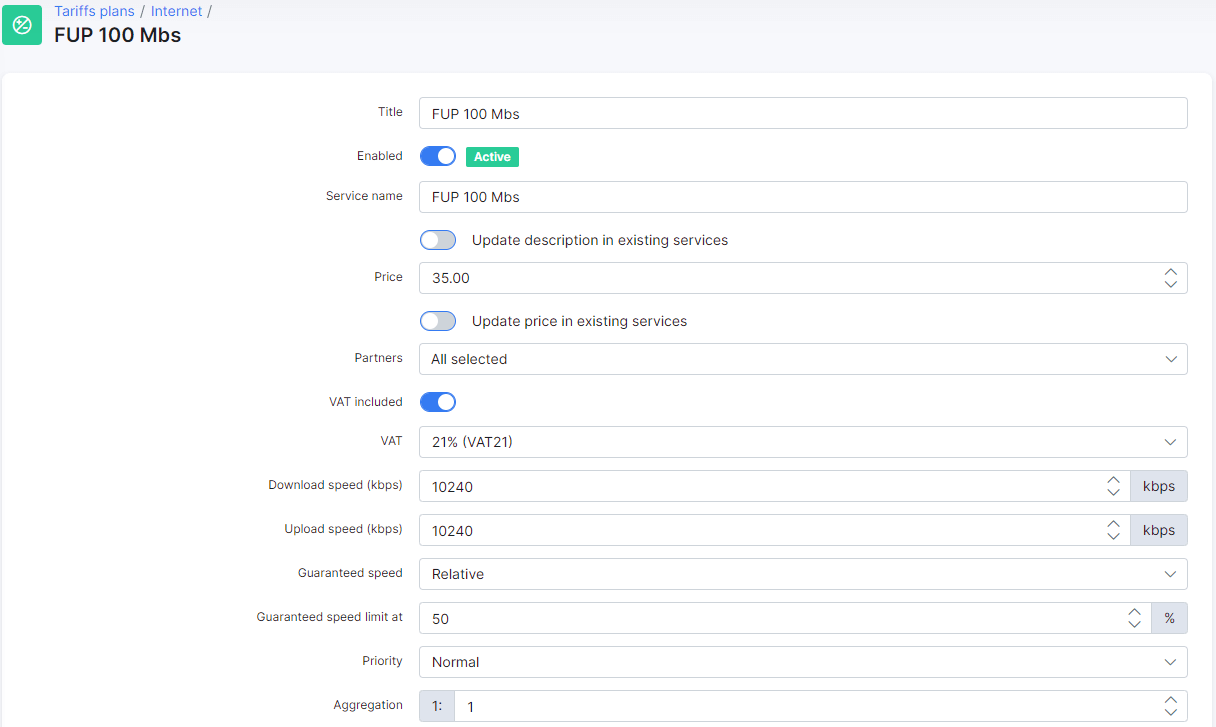 Tariffs plans / Internet /
FUP 100 Mbs
Title
FUP 100 Mbs
Enabled
Active
Service name
FUP 100 Mbs
Update description in existing services
Price
35.00
Update price in existing services
Partners
All selected
VAT included
VAT
21% (VAT21)
Download speed (kbps)
10240
kbps
Upload speed (kbps)
10240
kbps
Guaranteed speed
Relative
Guaranteed speed limit at
50
%
Priority
Normal
Aggregation
1:
1